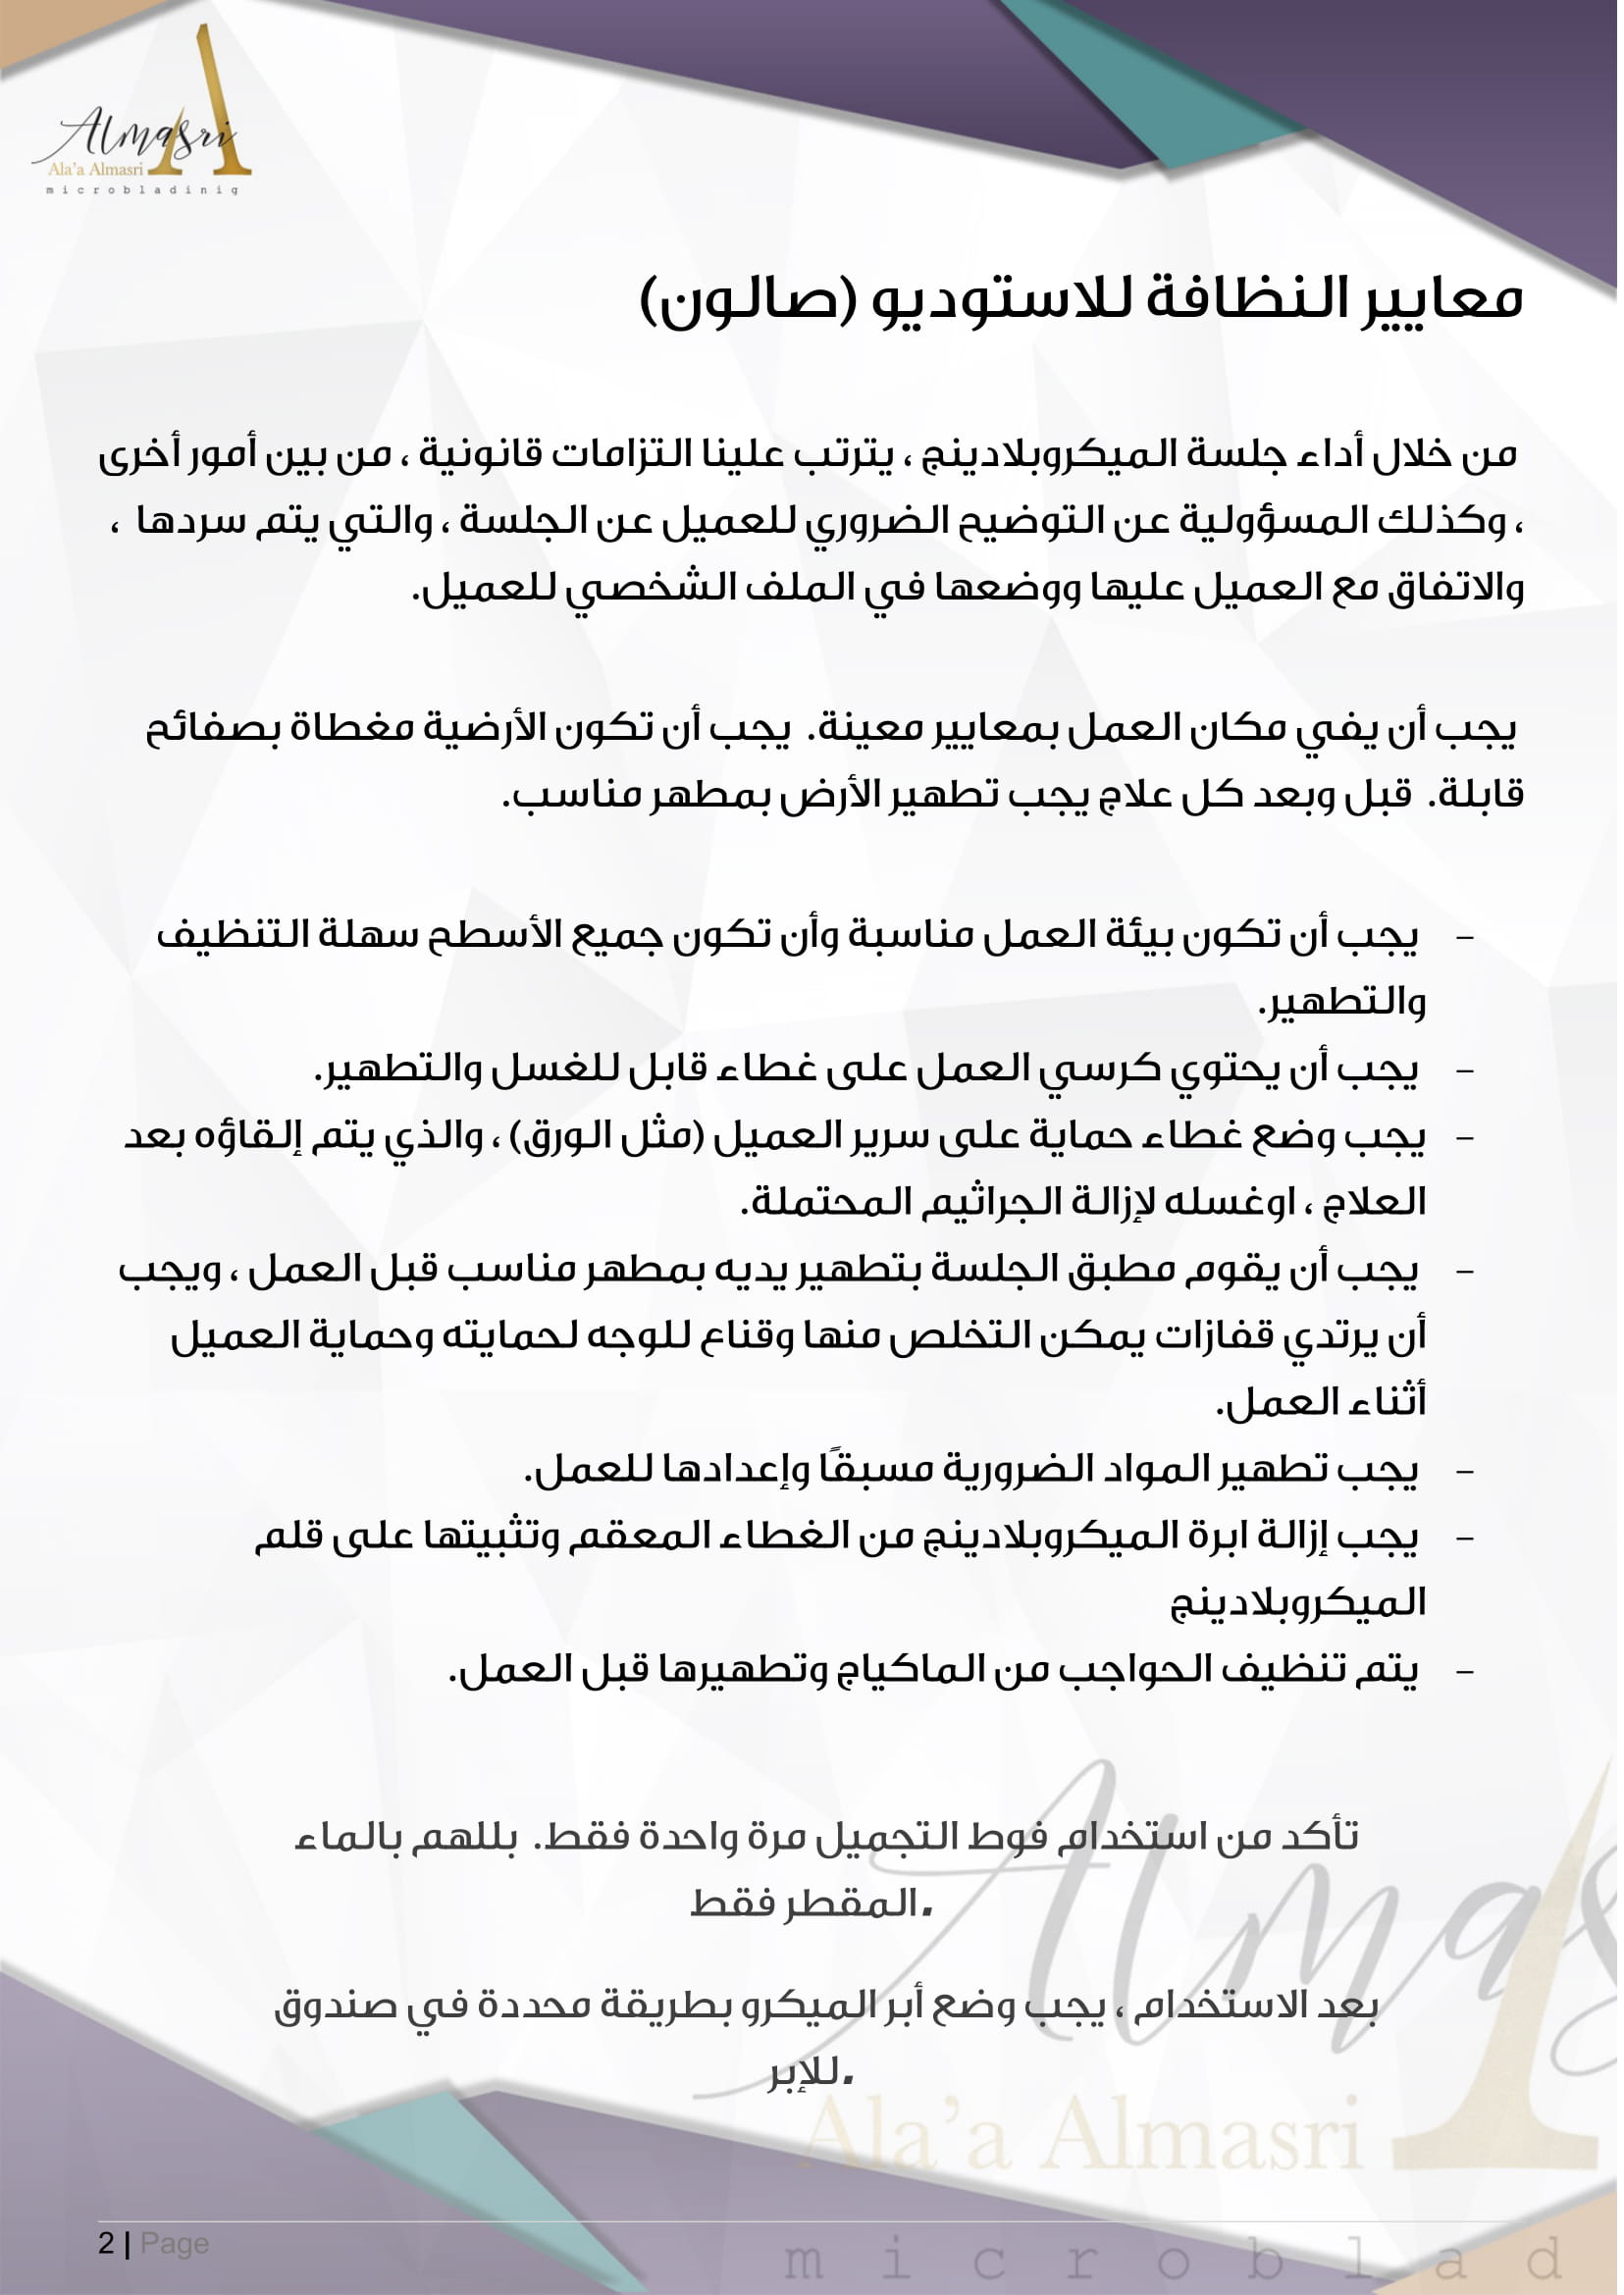 Almasri
Ala'a Almasri
microbladinig
معايير النظافة للاستوديو (صالون)
من خلال أداء جلسة الميكروبلادينج ، يترتب علينا التزامات قانونية ، من بين أمور أخرى
، وكذلك المسؤولية عن التوضيح الضروري للعميل عن الجلسة ، والتي يتم سردها ،
والاتفاق مع العميل عليها ووضعها في الملف الشخصي للعميل.
يجب أن يفي مكان العمل بمعايير معينة. يجب أن تكون الأرضية مغطاة بصفائح
قابلة. قبل وبعد كل علاج يجب تطهير الأرض بمطهر مناسب.
- يجب أن تكون بيئة العمل مناسبة وأن تكون جميع الأسطح سهلة التنظيف
والتطهير.
- يجب أن يحتوي كرسي العمل على غطاء قابل للغسل والتطهير.
- يجب وضع غطاء حماية على سرير العميل (مثل الورق) ، والذي يتم إلقاؤه بعد
العلاج ، اوغسله لإزالة الجراثيم المحتملة.
- يجب أن يقوم مطبق الجلسة بتطهير يديه بمطهر مناسب قبل العمل ، ويجب
أن يرتدي قفازات يمكن التخلص منها وقناع للوجه لحمايته وحماية العميل
أثناء العمل.
- يجب تطهير المواد الضرورية مسبقًا وإعدادها للعمل.
- يجب إزالة ابرة الميكروبلادينج من الغطاء المعقم وتثبيتها على قلم
الميكروبلادينج
- يتم تنظيف الحواجب من الماكياج وتطهيرها قبل العمل.
تأكد من استخدام فوط التجميل مرة واحدة فقط. بللهم بالماء
.المقطر فقط
بعد الاستخدام ، يجب وضع أبر الميكرو بطريقة محددة في صندوق
.للإبر
Almas
Ala'a Almasri
2 | Page
microblad